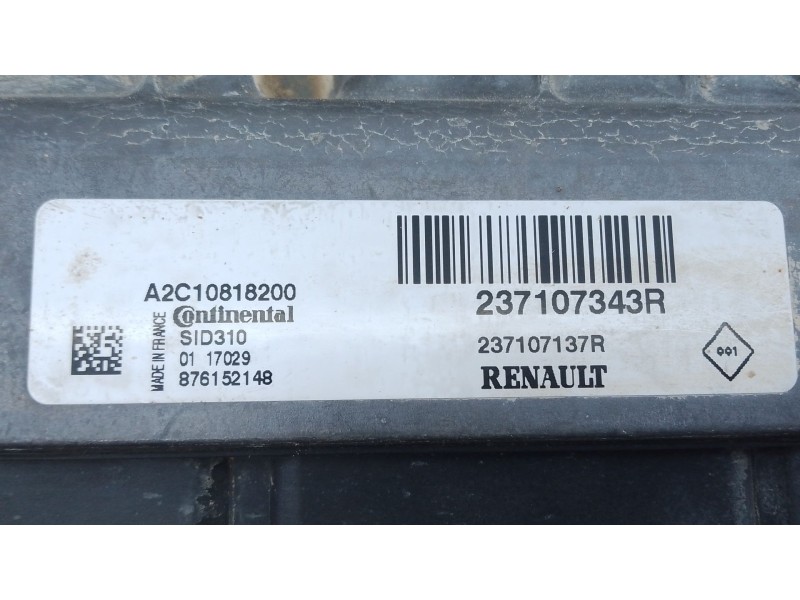 A2C10818200
Continental
SID310
01 17029
876152148
MADE IN FRANCE
237107343R
237107137R
RENAULT
001